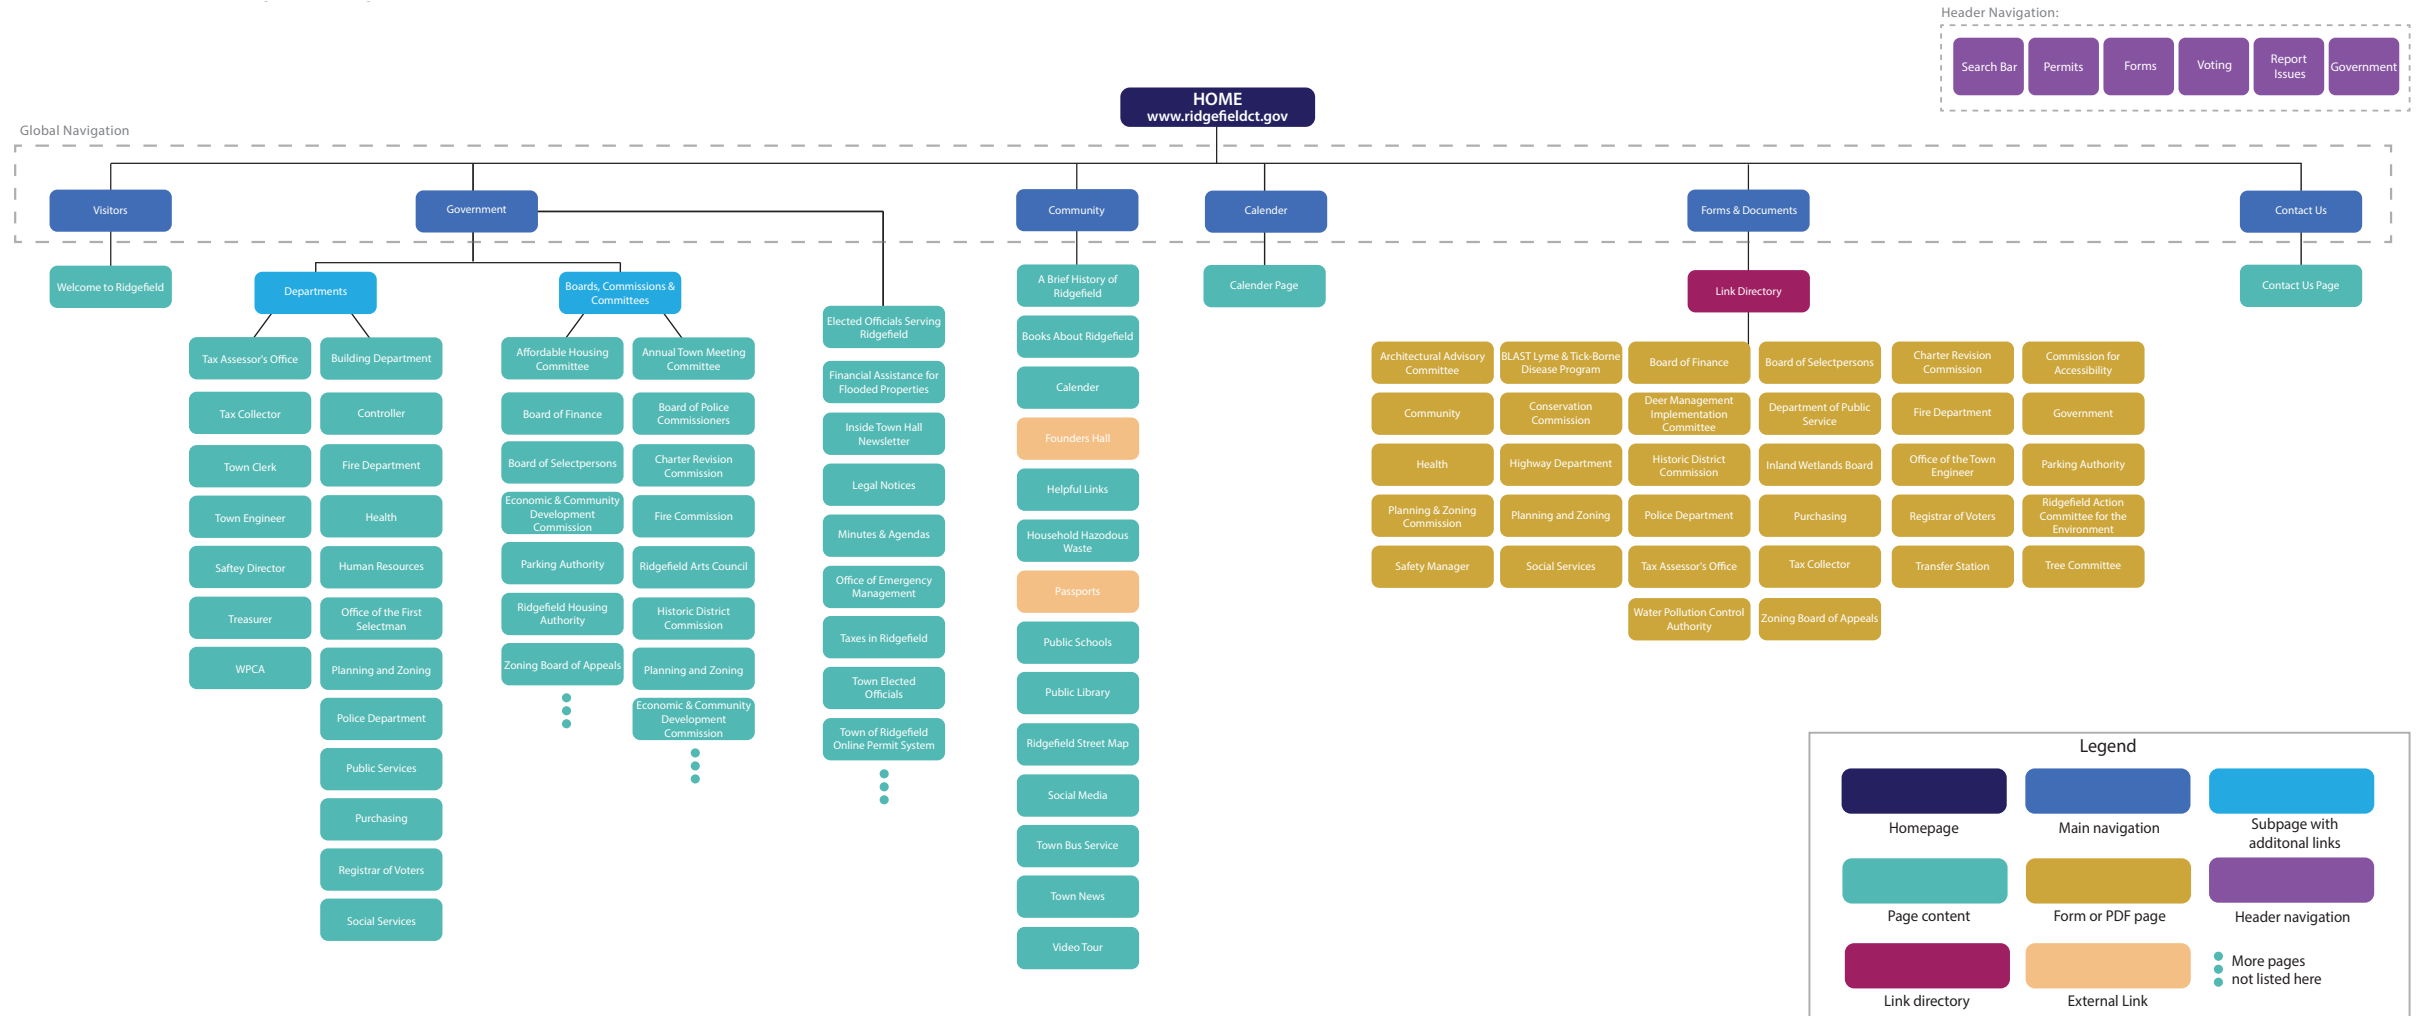 Header Navigation:
Search Bar
Permits
Forms
Voting
Report
Issues
Government
HOME
www.ridgefieldct.gov
Global Navigation
Visitors
Government
Community
Calender
Forms & Documents
Contact Us
Welcome to Ridgefield
Departments
Boards, Commissions &
Committees
Tax Assessor's Office
Tax Collector
Town Clerk
Town Engineer
Saftey Director
Treasurer
WPCA
Building Department
Controller
Fire Department
Health
Human Resources
Office of the First
Selectman
Planning and Zoning
Police Department
Public Services
Purchasing
Registrar of Voters
Social Services
Affordable Housing
Committee
Board of Finance
Board of Selectpersons
Economic & Community
Development
Commission
Parking Authority
Ridgefield Housing
Authority
Zoning Board of Appeals
Annual Town Meeting
Committee
Board of Police
Commissioners
Charter Revision
Commission
Fire Commission
Ridgefield Arts Council
Historic District
Commission
Planning and Zoning
Economic & Community
Development
Commission
Elected Officials Serving
Ridgefield
Financial Assistance for
Flooded Properties
Inside Town Hall
Newsletter
Legal Notices
Minutes & Agendas
Office of Emergency
Management
Taxes in Ridgefield
Town Elected
Officials
Town of Ridgefield
Online Permit System
A Brief History of
Ridgefield
Books About Ridgefield
Calender
Founders Hall
Helpful Links
Household Hazodous
Waste
Passports
Public Schools
Public Library
Ridgefield Street Map
Social Media
Town Bus Service
Town News
Video Tour
Calender Page
Link Directory
Architectural Advisory
Committee
BLAST Lyme & Tick-Borne
Disease Program
Board of Finance
Board of Selectpersons
Charter Revision
Commission
Commission for
Accessibility
Community
Conservation
Commission
Deer Management
Implementation
Committee
Department of Public
Service
Fire Department
Government
Health
Highway Department
Historic District
Commission
Inland Wetlands Board
Office of the Town
Engineer
Parking Authority
Planning & Zoning
Commission
Planning and Zoning
Police Department
Purchasing
Registrar of Voters
Ridgefield Action
Committee for the
Environment
Safety Manager
Social Services
Tax Assessor's Office
Tax Collector
Transfer Station
Tree Committee
Water Pollution Control
Authority
Zoning Board of Appeals
Contact Us Page
Legend
Homepage
Main navigation
Subpage with
additonal links
Page content
Form or PDF page
Header navigation
Link directory
External Link
More pages
not listed here